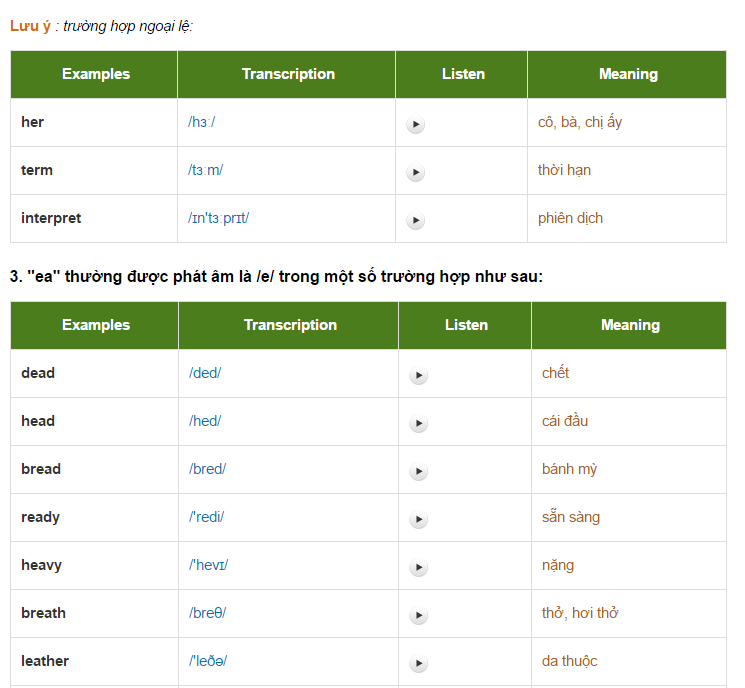 Lưu ý : trường hợp ngoại lệ:
Examples Transcription Listen Meaning
her /hɜː/ cô, bà, chị ấy
term /tɜːm/ thời hạn
interpret /ɪn'tɜːprɪt/ phiên dịch
3. "ea" thường được phát âm là /e/ trong một số trường hợp như sau:
Examples Transcription Listen Meaning
dead /ded/ chết
head /hed/ cái đầu
bread /bred/ bánh mỳ
ready /'redi/ sẵn sàng
heavy /'hevɪ/ nặng
breath /breθ/ thở, hơi thở
leather /'leðə/ da thuộc